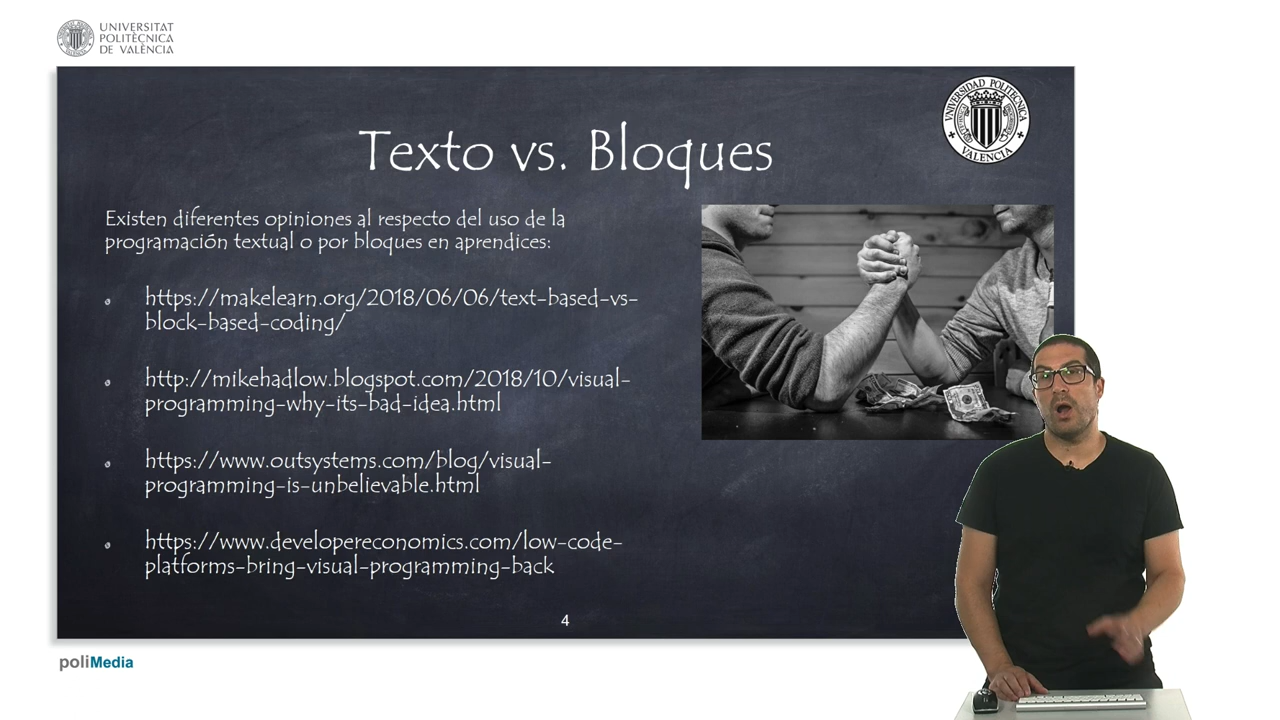 UNIVERSITAT
POLITÈCNICA
DE VALÈNCIA
UNIVERSIDAD POLITECNICA
VALENCIA
Texto vs. Bloques
Existen diferentes opiniones al respecto del uso de la
programación textual o por bloques en aprendices:
https://makelearn.org/2018/06/06/text-based-vs-
block-based-coding/
http://mikehadlow.blogspot.com/2018/10/visual-
programming-why-its-bad-idea.html
https://www.outsystems.com/blog/visual-
programming-is-unbelievable.html
https://www.developereconomics.com/low-code-
platforms-bring-visual-programming-back
4
poliMedia